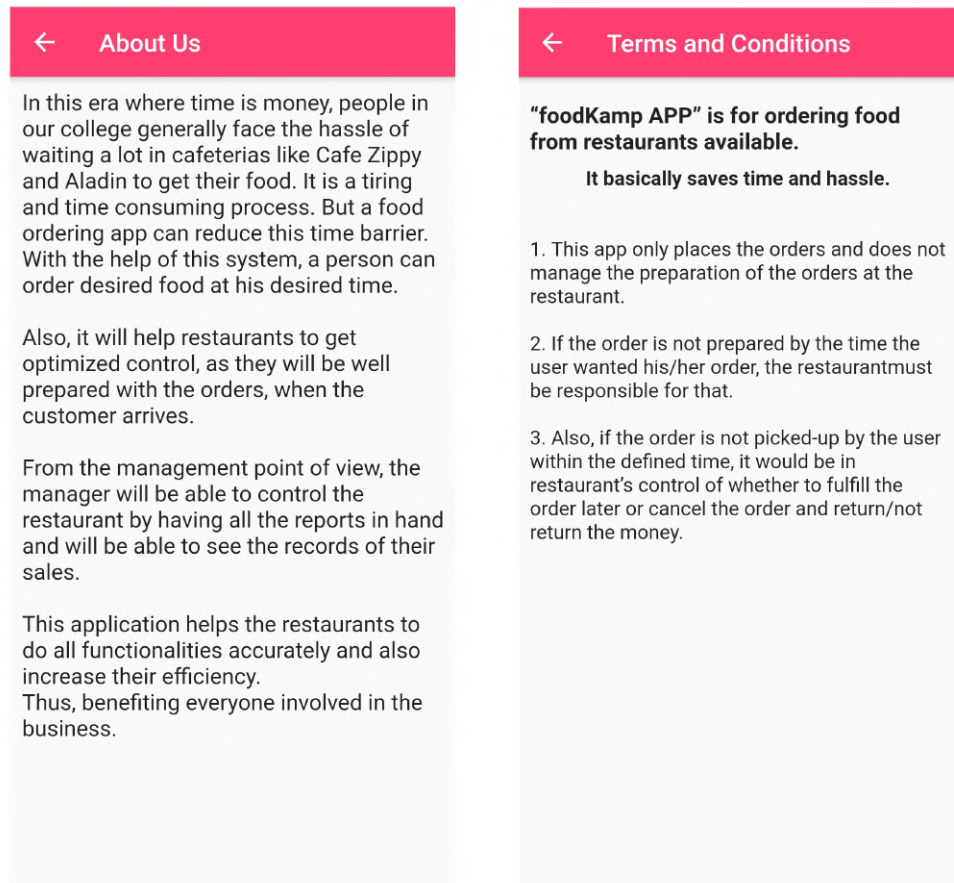 About Us
In this era where time is money, people in
our college generally face the hassle of
waiting a lot in cafeterias like Cafe Zippy
and Aladin to get their food. It is a tiring
and time consuming process. But a food
ordering app can reduce this time barrier.
With the help of this system, a person can
order desired food at his desired time.
Also, it will help restaurants to get
optimized control, as they will be well
prepared with the orders, when the
customer arrives.
From the management point of view, the
manager will be able to control the
restaurant by having all the reports in hand
and will be able to see the records of their
sales.
This application helps the restaurants to
do all functionalities accurately and also
increase their efficiency.
Thus, benefiting everyone involved in the
business.
Terms and Conditions
“foodKamp APP” is for ordering food
from restaurants available.
It basically saves time and hassle.
1. This app only places the orders and does not
manage the preparation of the orders at the
restaurant.
2. If the order is not prepared by the time the
user wanted his/her order, the restaurantmust
be responsible for that.
3. Also, if the order is not picked-up by the user
within the defined time, it would be in
restaurant’s control of whether to fulfill the
order later or cancel the order and return/not
return the money.